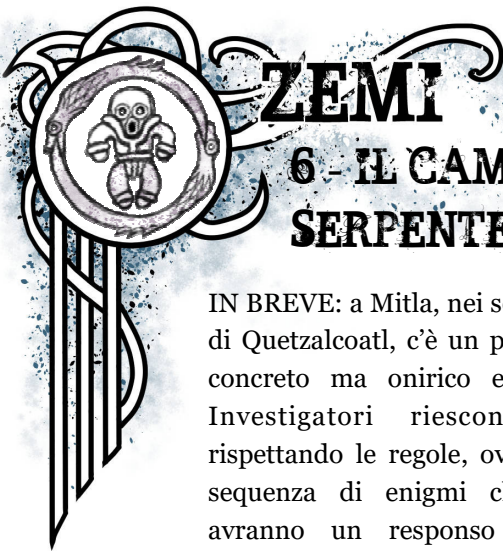 ZEMI
6 - IL CAM
SERPENTE
IN BREVE: a Mitla, nei s
di Quetzalcoatl, c'è un p
concreto ma onirico e
Investigatori riescon
rispettando le regole, ov
sequenza di enigmi c
avranno un responso